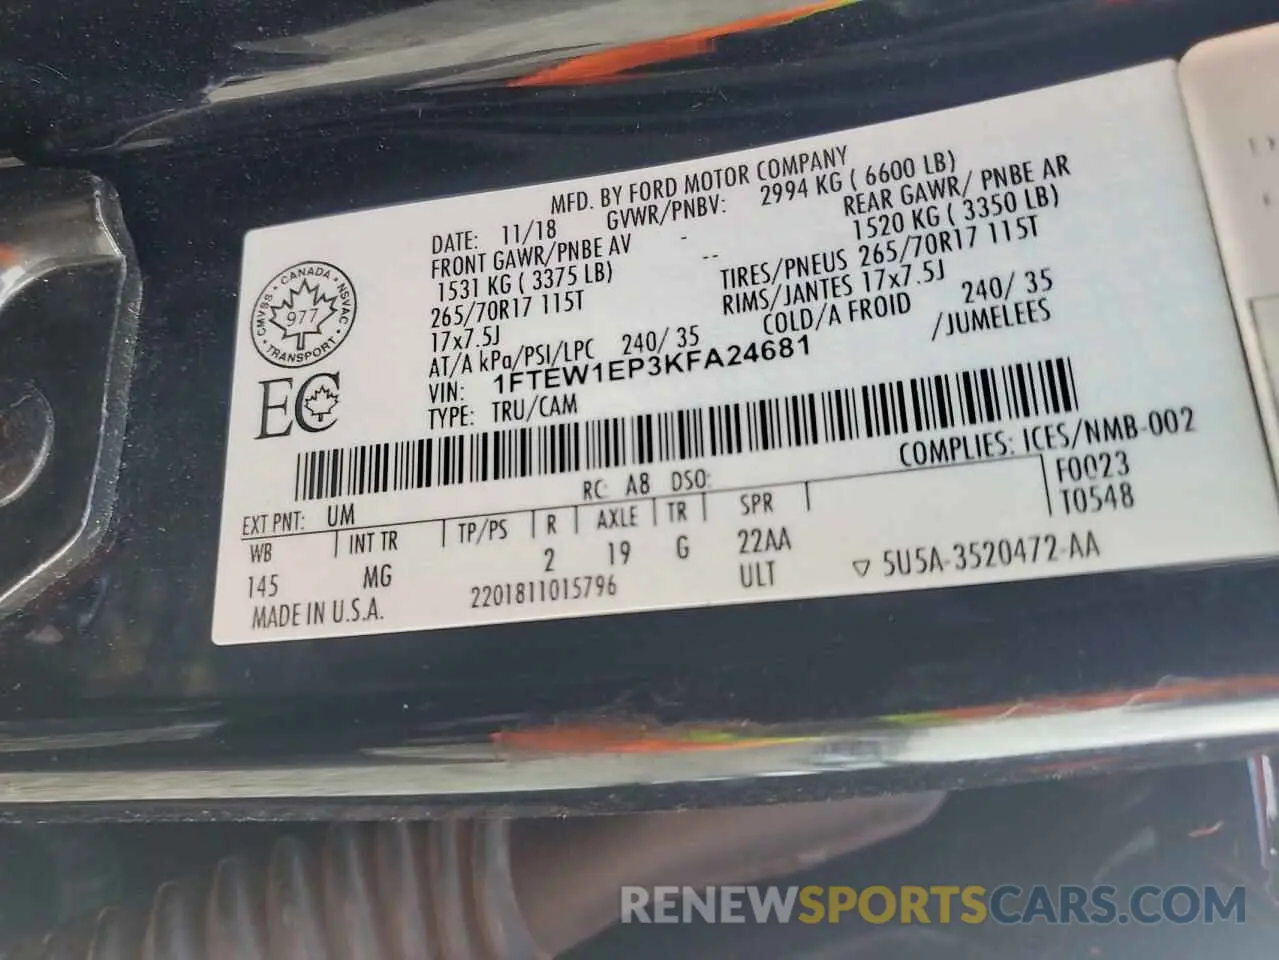 MFD. BY FORD MOTOR COMPANY
DATE: 11/18 GVWR/PNBV: 2994 KG ( 6600 LB)
FRONT GAWR/PNBE AV - REAR GAWR/ PNBE AR
1531 KG ( 3375 LB) -- 1520 KG ( 3350 LB)
265/70R17 115T TIRES/PNEUS 265/70R17 115T
17x7.5J RIMS/JANTES 17x7.5J
AT/A kPa/PSI/LPC 240/ 35 COLD/A FROID 240/ 35
VIN: 1FTEW1EP3KFA24681 /JUMELEES
TYPE: TRU/CAM
CANADA
CMVSS NSVAC
977
TRANSPORT
EC
COMPLIES: ICES/NMB-002
RC: A8 DSO: F0023
EXT PNT: UM T0548
WB INT TR TP/PS R AXLE TR SPR
145 MG 2 19 G 22AA
MADE IN U.S.A. 2201811015796 ULT ▽ 5U5A-3520472-AA
RENEWSPORTSCARS.COM